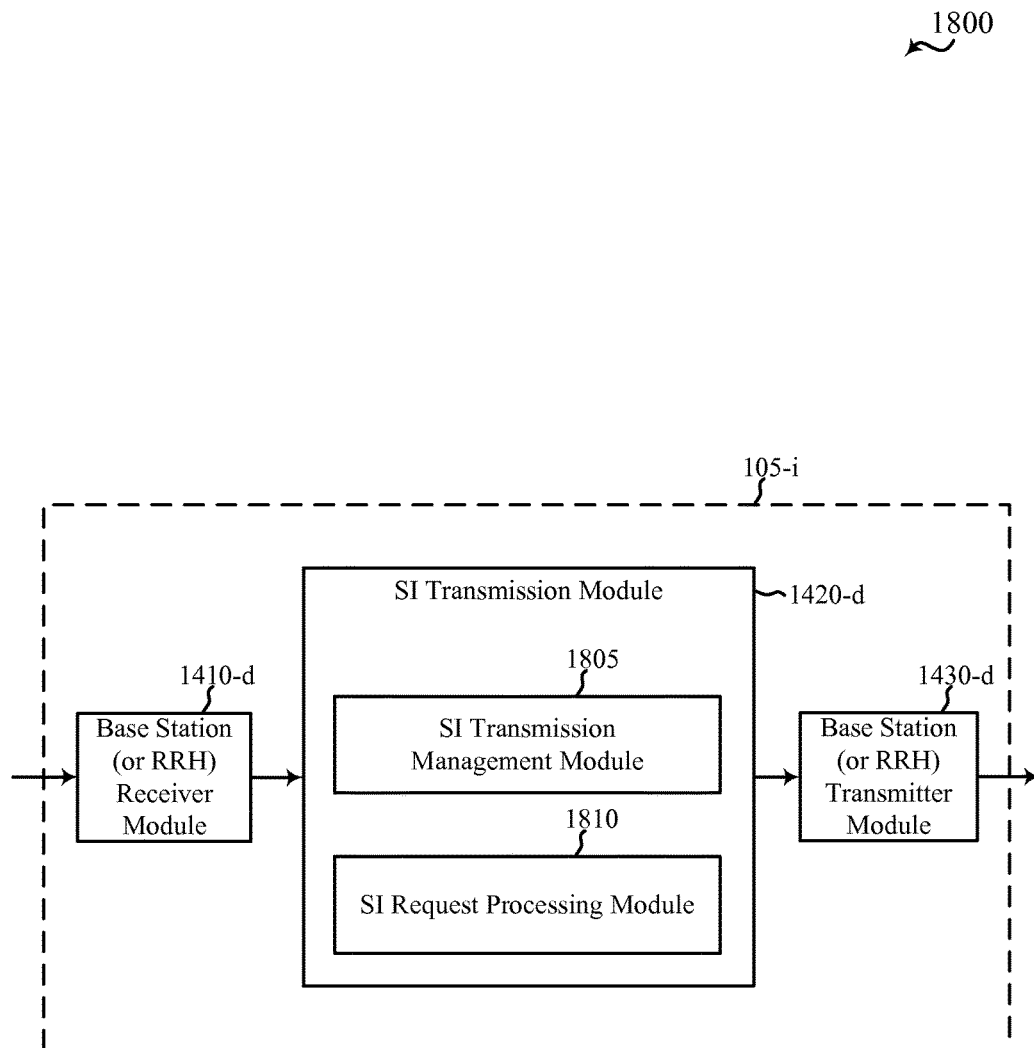 1800
105-i
SI Transmission Module
1420-d
1410-d
Base Station
(or RRH)
Receiver
Module
1805
SI Transmission
Management Module
1810
SI Request Processing Module
1430-d
Base Station
(or RRH)
Transmitter
Module